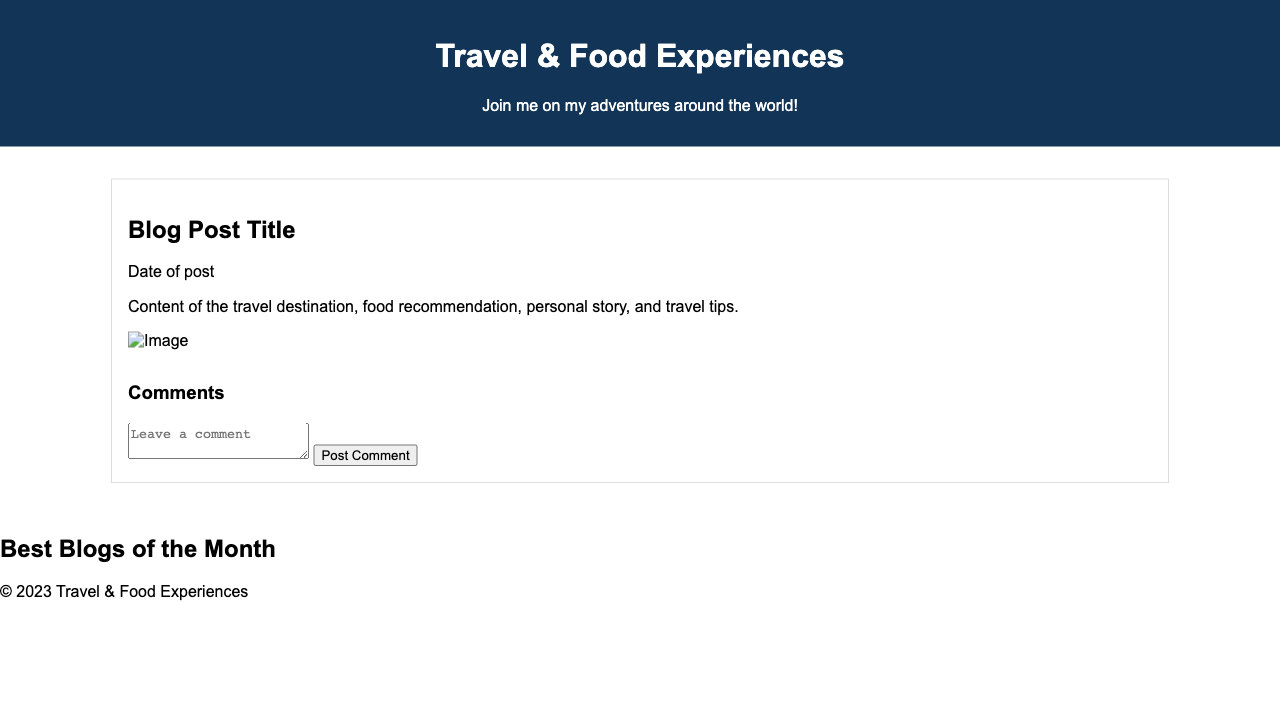 Travel & Food Experiences
Join me on my adventures around the world!
Blog Post Title
Date of post
Content of the travel destination, food recommendation, personal story, and travel tips.
Image
Comments
Leave a comment
Post Comment
Best Blogs of the Month
© 2023 Travel & Food Experiences